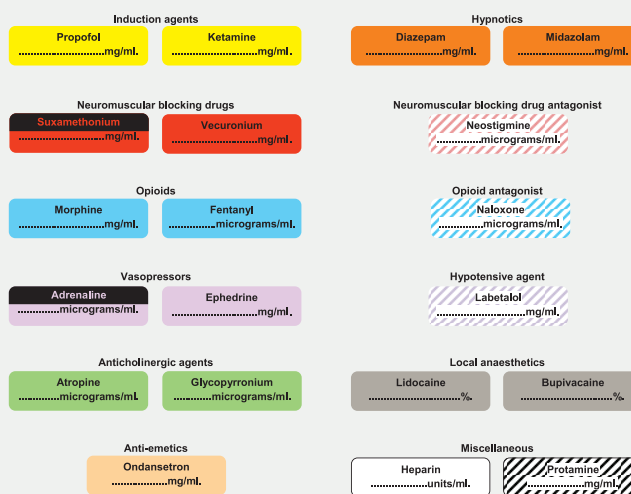 Induction agents
Propofol
....................mg/ml.
Ketamine
....................mg/ml.
Hypnotics
Diazepam
....................mg/ml.
Midazolam
....................mg/ml.
Neuromuscular blocking drugs
Suxamethonium
....................mg/ml.
Vecuronium
....................mg/ml.
Neuromuscular blocking drug antagonist
Neostigmine
..............micrograms/ml.
Opioids
Morphine
....................mg/ml.
Fentanyl
..............micrograms/ml.
Opioid antagonist
Naloxone
..............micrograms/ml.
Vasopressors
Adrenaline
..............micrograms/ml.
Ephedrine
....................mg/ml.
Hypotensive agent
Labetalol
............................mg/ml.
Anticholinergic agents
Atropine
..............micrograms/ml.
Glycopyrronium
..............micrograms/ml.
Local anaesthetics
Lidocaine
............................%.
Bupivacaine
............................%.
Anti-emetics
Ondansetron
....................mg/ml.
Miscellaneous
Heparin
..................units/ml.
Protamine
....................mg/ml.